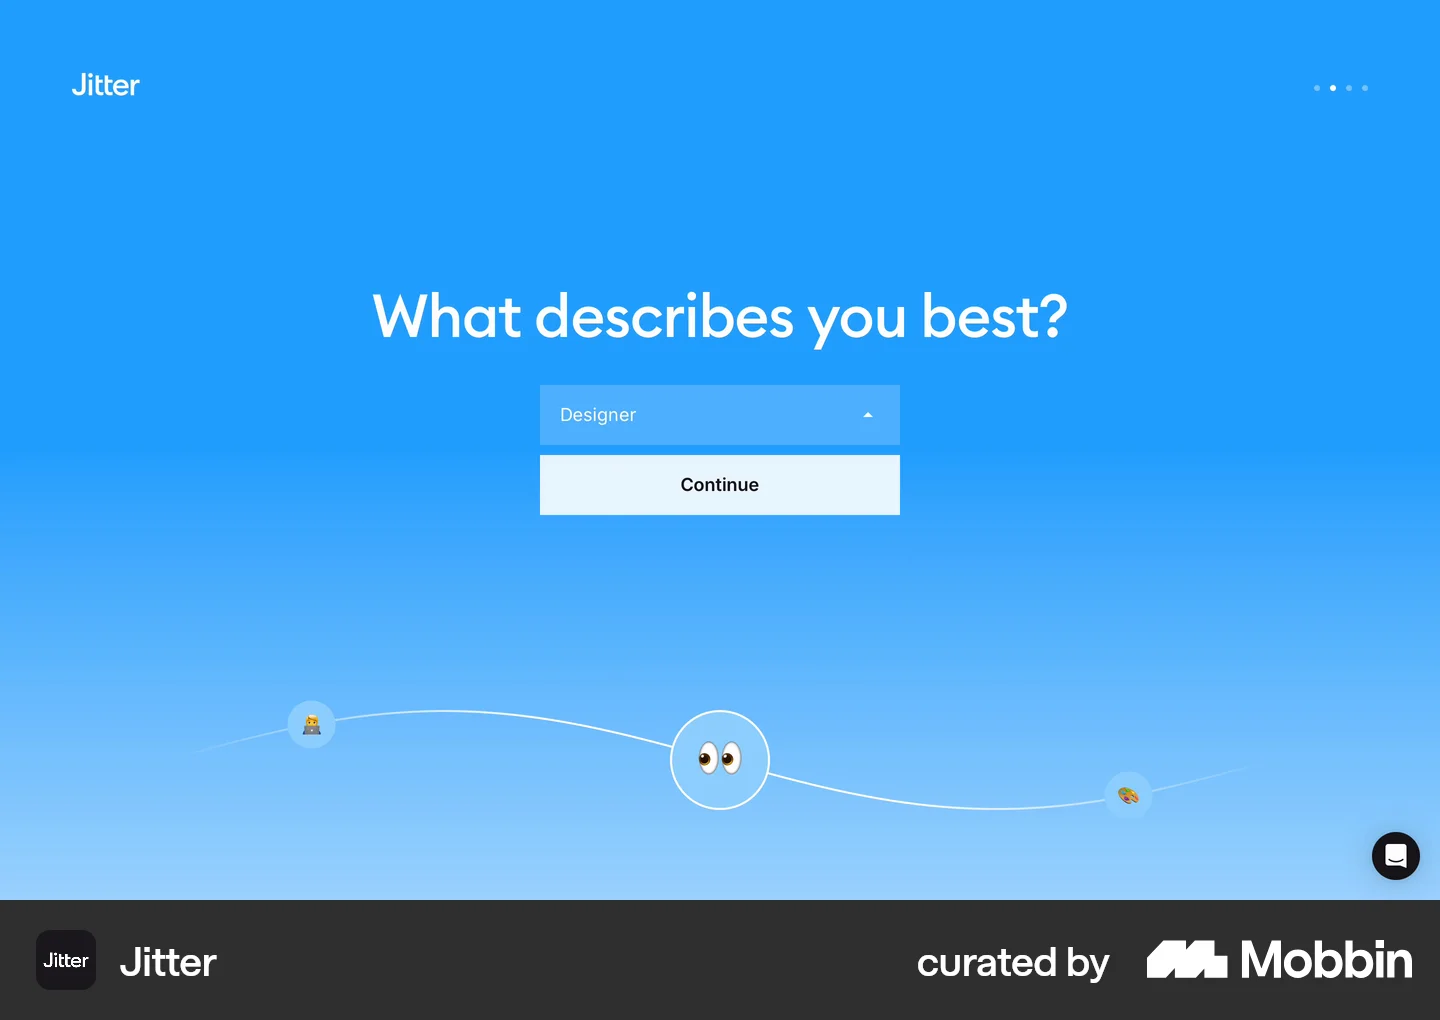 Jitter
What describes you best?
Designer
Continue
Jitter
Jitter
curated by
Mobbin